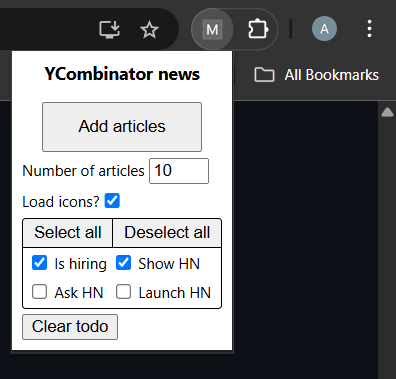 M
A
All Bookmarks
YCombinator news
Add articles
Number of articles 10
Load icons?
Select all Deselect all
Is hiring Show HN
Ask HN Launch HN
Clear todo